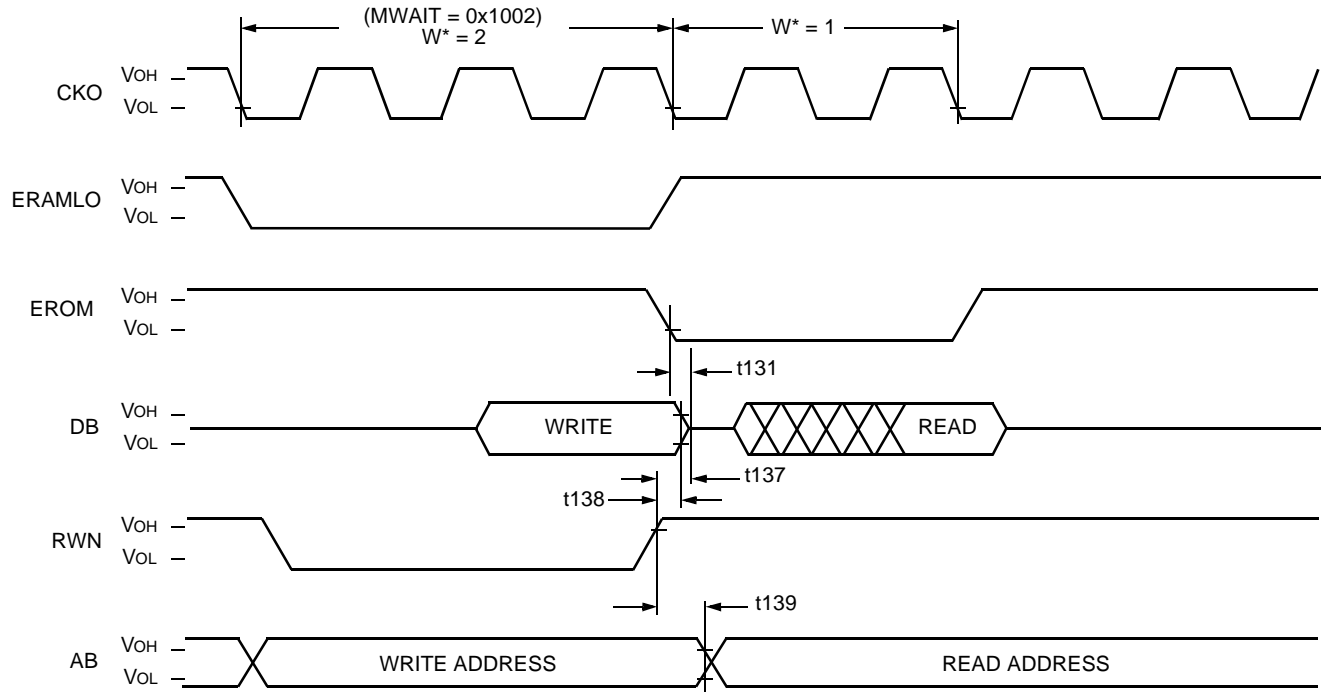 (MWAIT = 0x1002)
W* = 2
W* = 1
VOH
CKO
VOL
VOH
ERAMLO
VOL
VOH
EROM
VOL
t131
VOH
DB
WRITE
READ
VOL
t137
t138
VOH
RWN
VOL
t139
VOH
AB
WRITE ADDRESS
READ ADDRESS
VOL